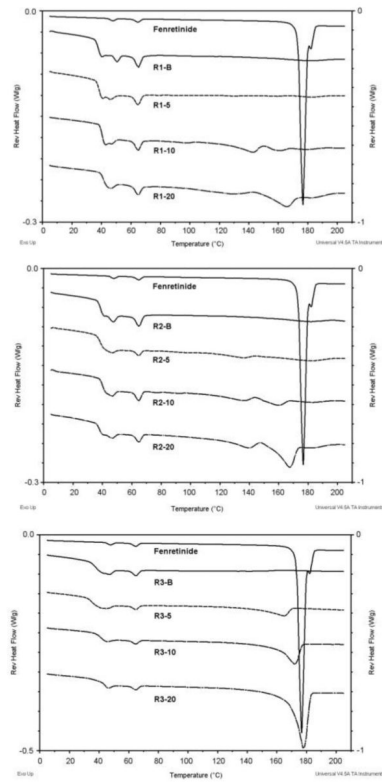 0.0
0
Fenretinide
R1-B
R1-5
R1-10
R1-20
Rev Heat Flow (W/g)
Rev Heat Flow (W/g)
-0.3
-1
0 20 40 60 80 100 120 140 160 180 200
Exo Up
Temperature (°C)
Universal V4.5A TA Instrument
0.0
0
Fenretinide
R2-B
R2-5
R2-10
R2-20
Rev Heat Flow (W/g)
Rev Heat Flow (W/g)
-0.3
-1
0 20 40 60 80 100 120 140 160 180 200
Exo Up
Temperature (°C)
Universal V4.5A TA Instrument
0.0
0
Fenretinide
R3-B
R3-5
R3-10
R3-20
Rev Heat Flow (W/g)
Rev Heat Flow (W/g)
-0.5
-1
0 20 40 60 80 100 120 140 160 180 200
Exo Up
Temperature (°C)
Universal V4.5A TA Instrument